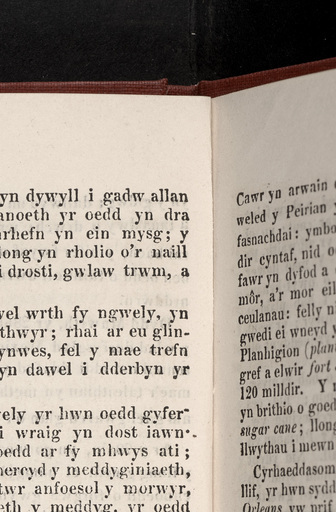 yn dywyll i gadw allan
anoeth yr oedd yn dra
rhefn yn ein mysg; y
long yn rholio o'r naill
i drosti, gwlaw trwm, a
vel wrth fy ngwely, yn
thwyr; rhai ar eu glin-
ynwes, fel y mae trefn
yn dawel i dderbyn yr
ely yr hwn oedd gyfer-
i wraig yn dost iawn
oedd ar fy mhwys ati;
nercyd y meddyginiaeth,
twr anfoesol y morwyr,
eth y meddyg, yr oedd
Cawr yn arwain
weled y Peirian
fasnachdai: ymbo
dir cyntaf, nid o
fawr yn dyfod a
môr, a'r mor eil
ceulanau: felly n
gwedi ei wneyd y
Planhigion (plan
gref a elwir fort
120 milldir. Y
yn brithio o goed
sugar cane; llong
llwythau i mewn
Cyrhaeddasom
llif, yr hwn sydd
Orleans yw prif